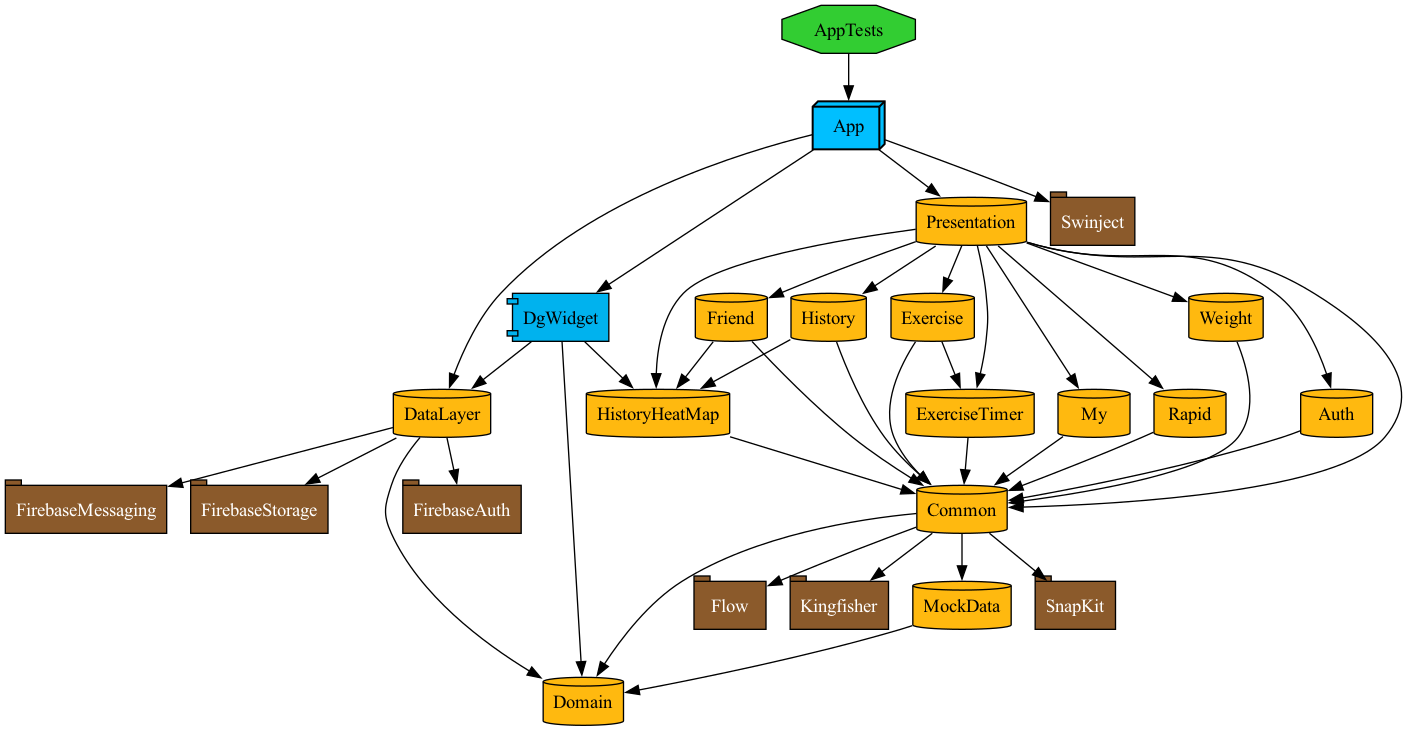 AppTests
App
Presentation
Swinject
DgWidget
Friend
History
Exercise
Weight
DataLayer
HistoryHeatMap
ExerciseTimer
My
Rapid
Auth
FirebaseMessaging
FirebaseStorage
FirebaseAuth
Common
Flow
Kingfisher
MockData
SnapKit
Domain